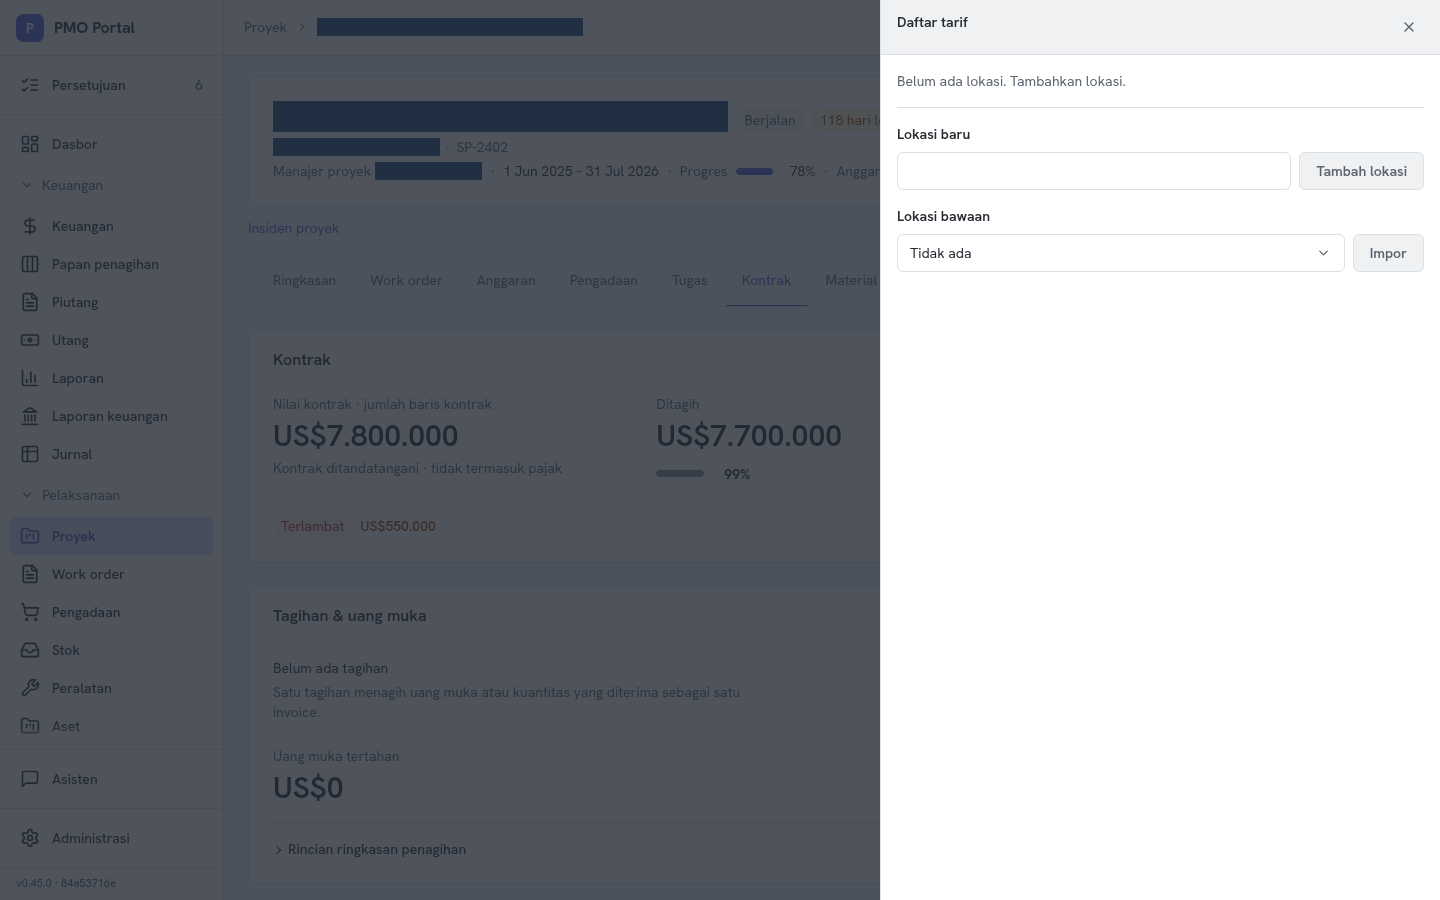 P PMO Portal
Persetujuan 6
Dasbor
Keuangan
Keuangan
Papan penagihan
Piutang
Utang
Laporan
Laporan keuangan
Jurnal
Pelaksanaan
Proyek
Work order
Pengadaan
Stok
Peralatan
Aset
Asisten
Administrasi
v0.45.0 · 84a53716e
Proyek
Berjalan 118 hari
· SP-2402
Manajer proyek · 1 Jun 2025 – 31 Jul 2026 · Progres 78% · Anggar
Insiden proyek
Ringkasan Work order Anggaran Pengadaan Tugas Kontrak Material
Kontrak
Nilai kontrak · jumlah baris kontrak
US$7.800.000
Kontrak ditandatangani · tidak termasuk pajak
Ditagih
US$7.700.000
99%
Terlambat US$550.000
Tagihan & uang muka
Belum ada tagihan
Satu tagihan menagih uang muka atau kuantitas yang diterima sebagai satu
invoice.
Uang muka tertahan
US$0
Rincian ringkasan penagihan
Daftar tarif
Belum ada lokasi. Tambahkan lokasi.
Lokasi baru
Tambah lokasi
Lokasi bawaan
Tidak ada
Impor